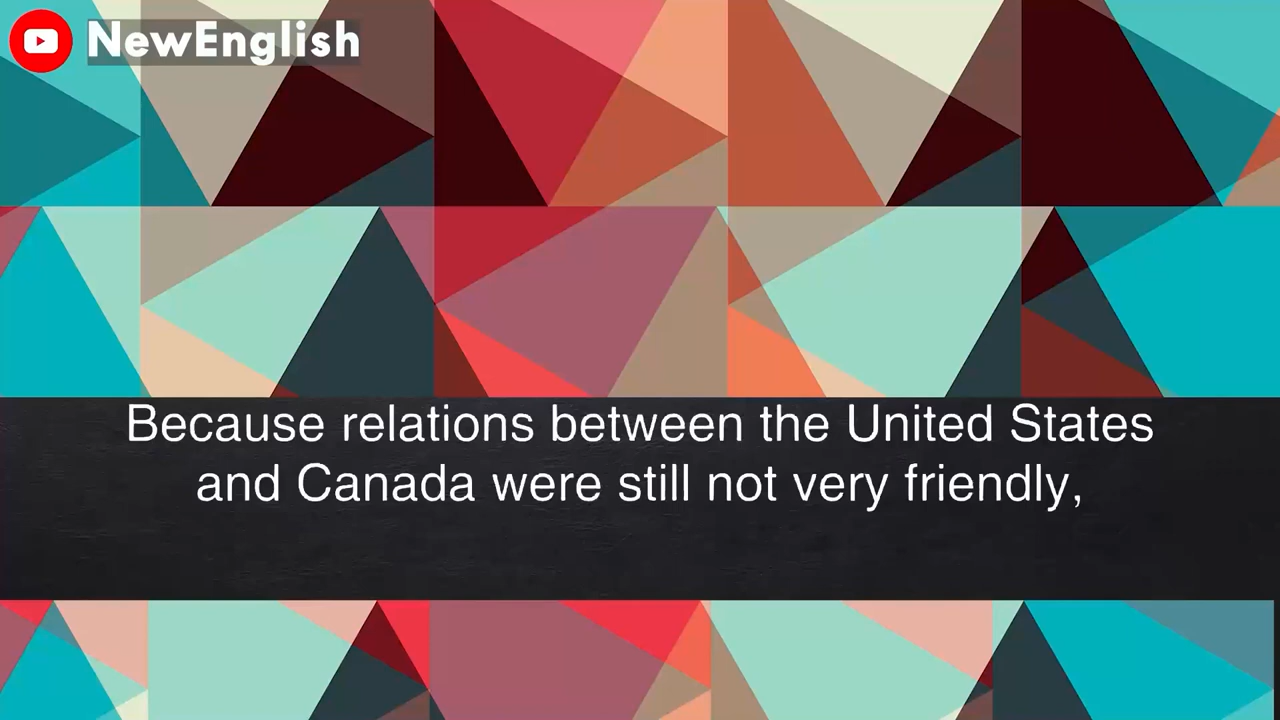 NewEnglish
Because relations between the United States
and Canada were still not very friendly,